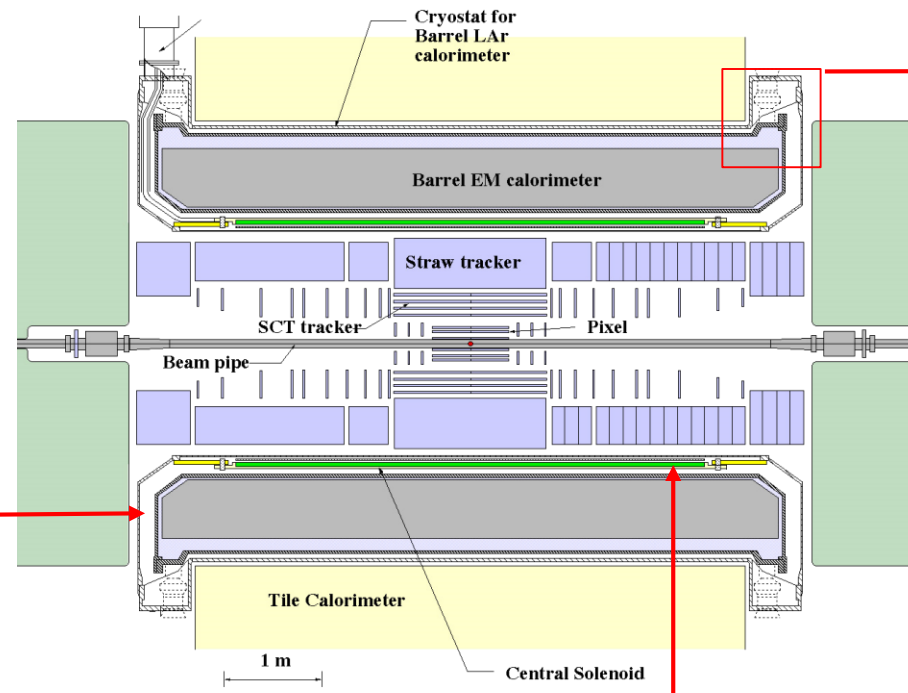 Cryostat for
Barrel LAr
calorimeter
Barrel EM calorimeter
Straw tracker
SCT tracker
Pixel
Beam pipe
Tile Calorimeter
1 m
Central Solenoid